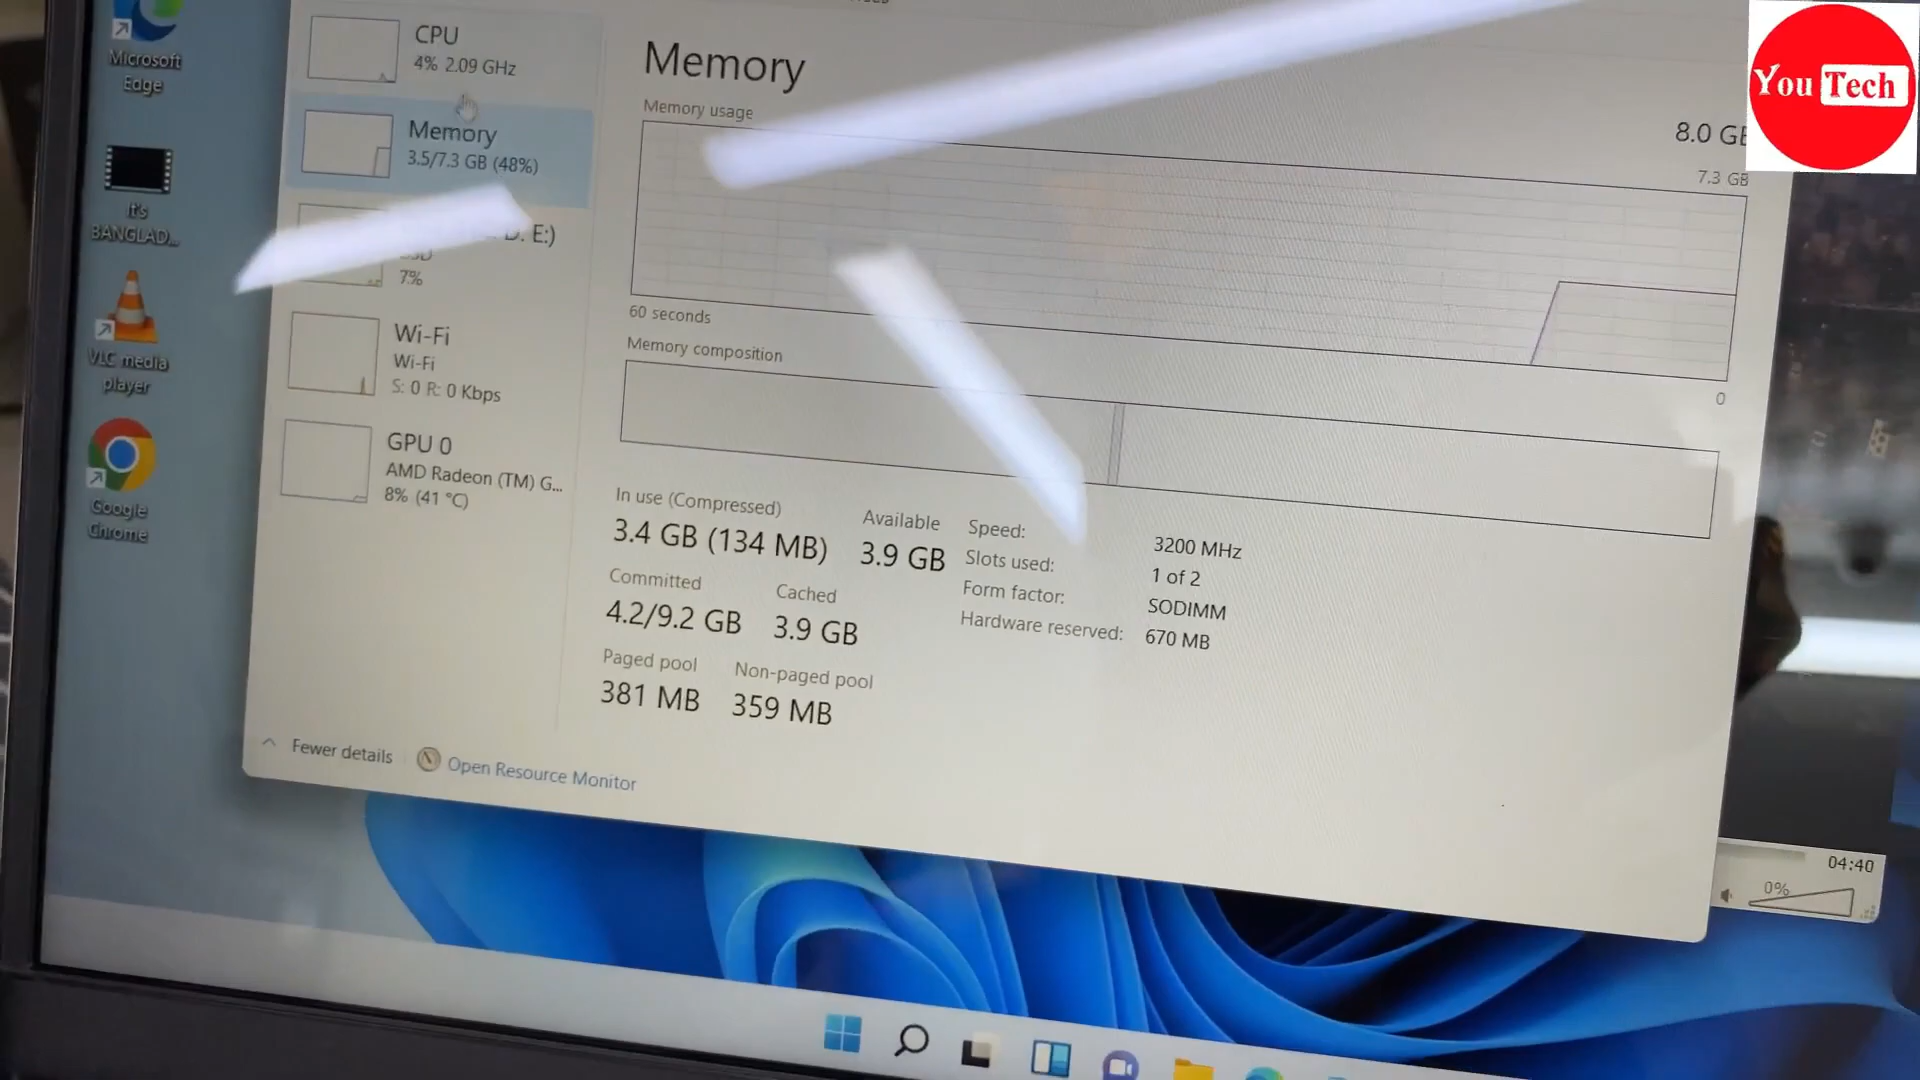 Microsoft
Edge
It's
BANGLAD...
VLC media
player
Google
Chrome
CPU
4% 2.09 GHz
Memory
3.5/7.3 GB (48%)
D: E:)
7%
Wi-Fi
Wi-Fi
S: 0 R: 0 Kbps
GPU 0
AMD Radeon (TM) G...
8% (41 °C)
Memory
Memory usage
8.0 GB
7.3 GB
60 seconds
0
Memory composition
In use (Compressed)
3.4 GB (134 MB)
Available
3.9 GB
Committed
4.2/9.2 GB
Cached
3.9 GB
Paged pool
381 MB
Non-paged pool
359 MB
Speed: 3200 MHz
Slots used: 1 of 2
Form factor: SODIMM
Hardware reserved: 670 MB
Fewer details
Open Resource Monitor
04:40
0%
You Tech